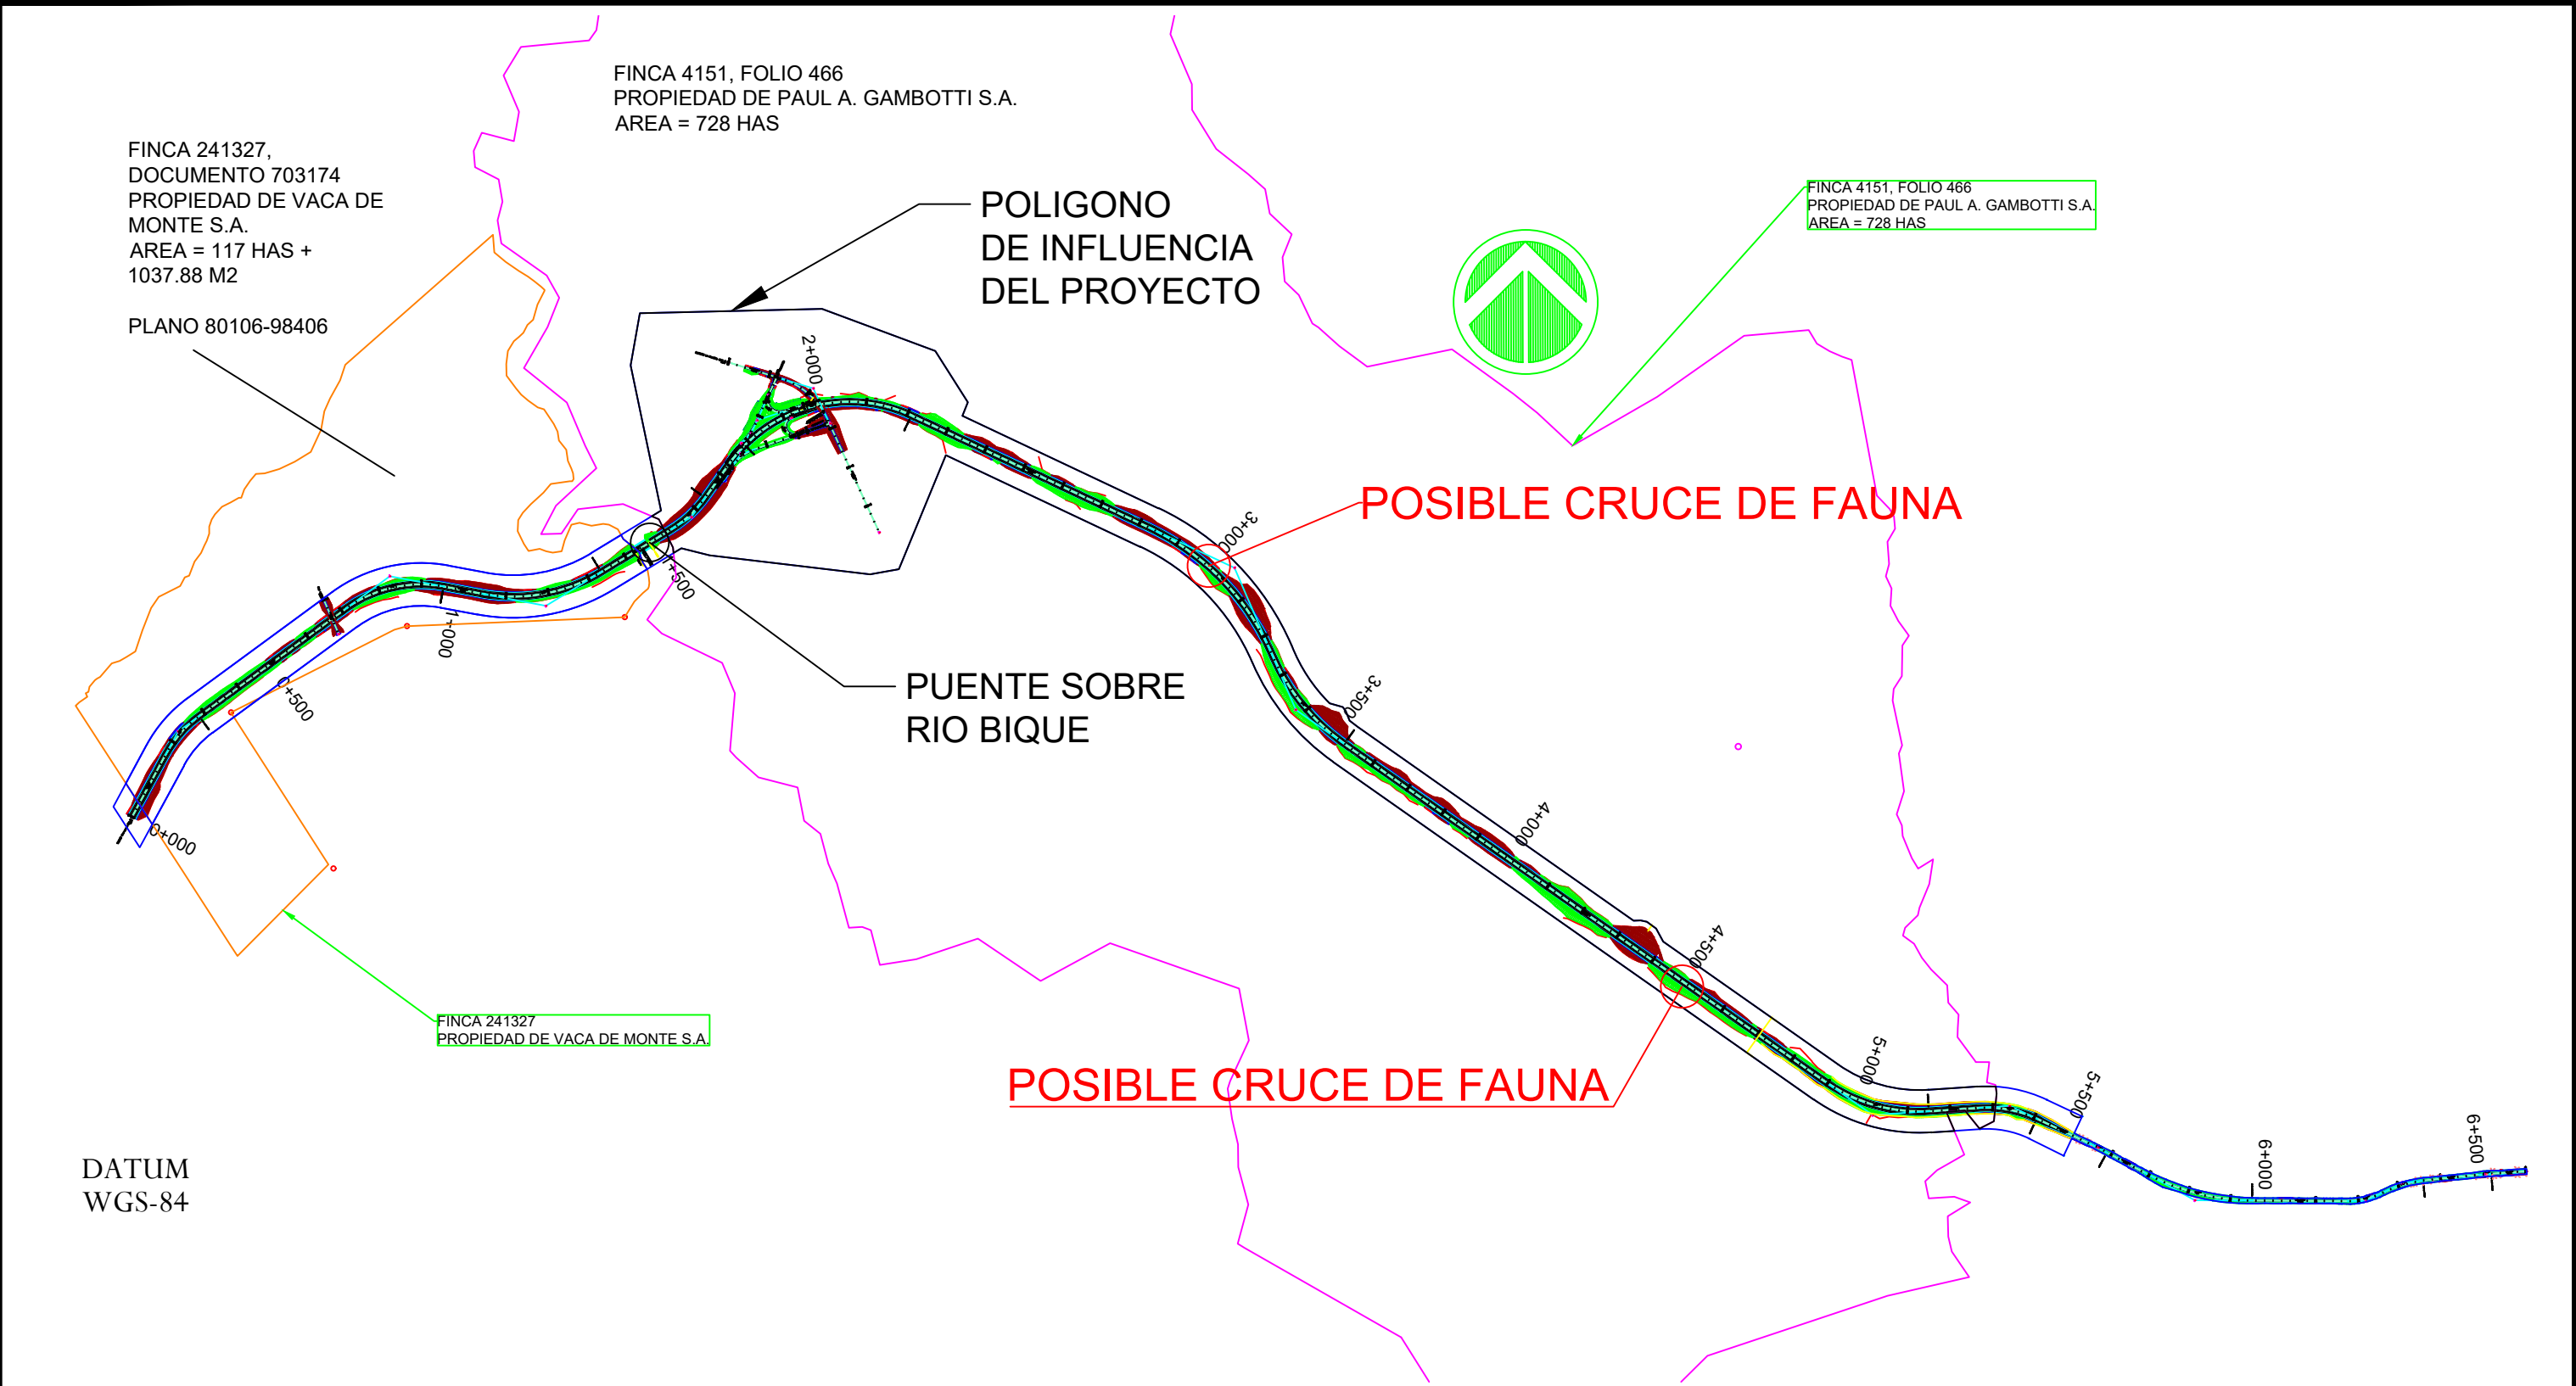 FINCA 4151, FOLIO 466
PROPIEDAD DE PAUL A. GAMBOTTI S.A.
AREA = 728 HAS
FINCA 241327,
DOCUMENTO 703174
PROPIEDAD DE VACA DE
MONTE S.A.
AREA = 117 HAS +
1037.88 M2
PLANO 80106-98406
POLIGONO
DE INFLUENCIA
DEL PROYECTO
FINCA 4151, FOLIO 466
PROPIEDAD DE PAUL A. GAMBOTTI S.A.
AREA = 728 HAS
POSIBLE CRUCE DE FAUNA
PUENTE SOBRE
RIO BIQUE
0+000
0+500
1+000
1+500
2+000
3+000
3+500
4+000
4+500
5+000
5+500
6+000
6+500
FINCA 241327
PROPIEDAD DE VACA DE MONTE S.A.
POSIBLE CRUCE DE FAUNA
DATUM
WGS-84